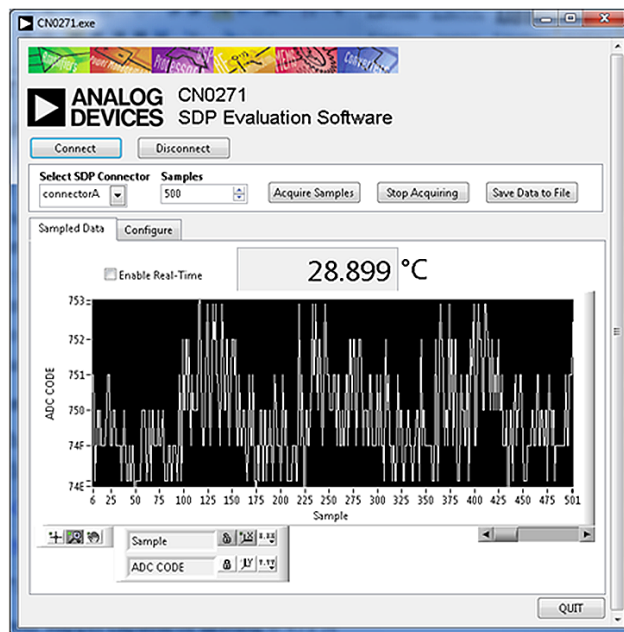 CN0271.exe
ANALOG DEVICES
CN0271
SDP Evaluation Software
Connect
Disconnect
Select SDP Connector
Samples
connectorA
500
Acquire Samples
Stop Acquiring
Save Data to File
Sampled Data
Configure
Enable Real-Time
28.899 °C
753
752
751
750
74F
74E
ADC CODE
6 25 50 75 100 125 150 175 200 225 250 275 300 325 350 375 400 425 450 475 501
Sample
Sample
ADC CODE
QUIT